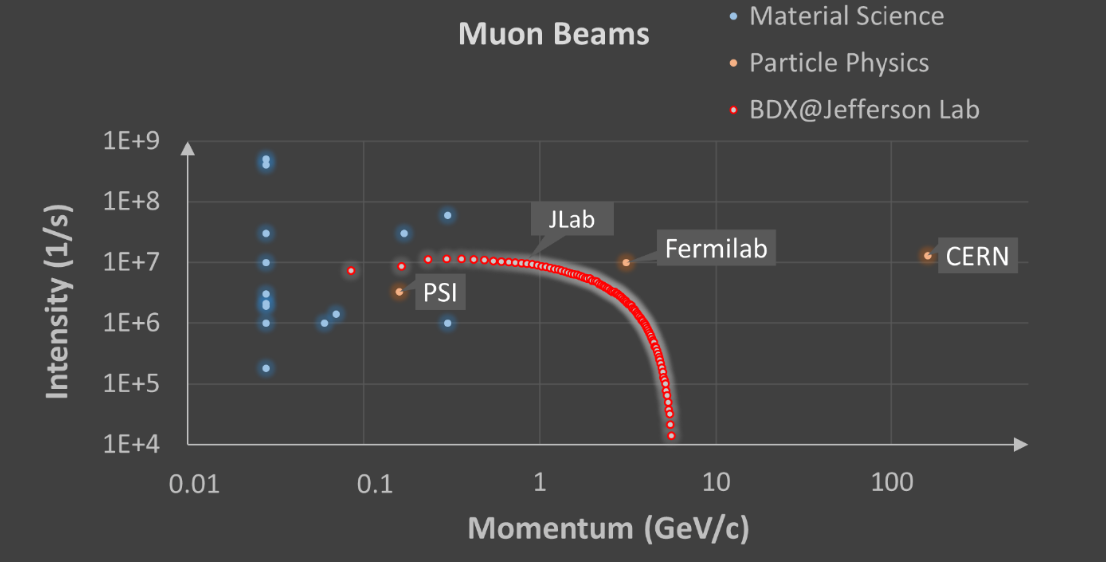 Muon Beams
Material Science
Particle Physics
BDX@Jefferson Lab
Intensity (1/s)
1E+9
1E+8
1E+7
1E+6
1E+5
1E+4
JLab
Fermilab
CERN
PSI
0.01
0.1
1
10
100
Momentum (GeV/c)